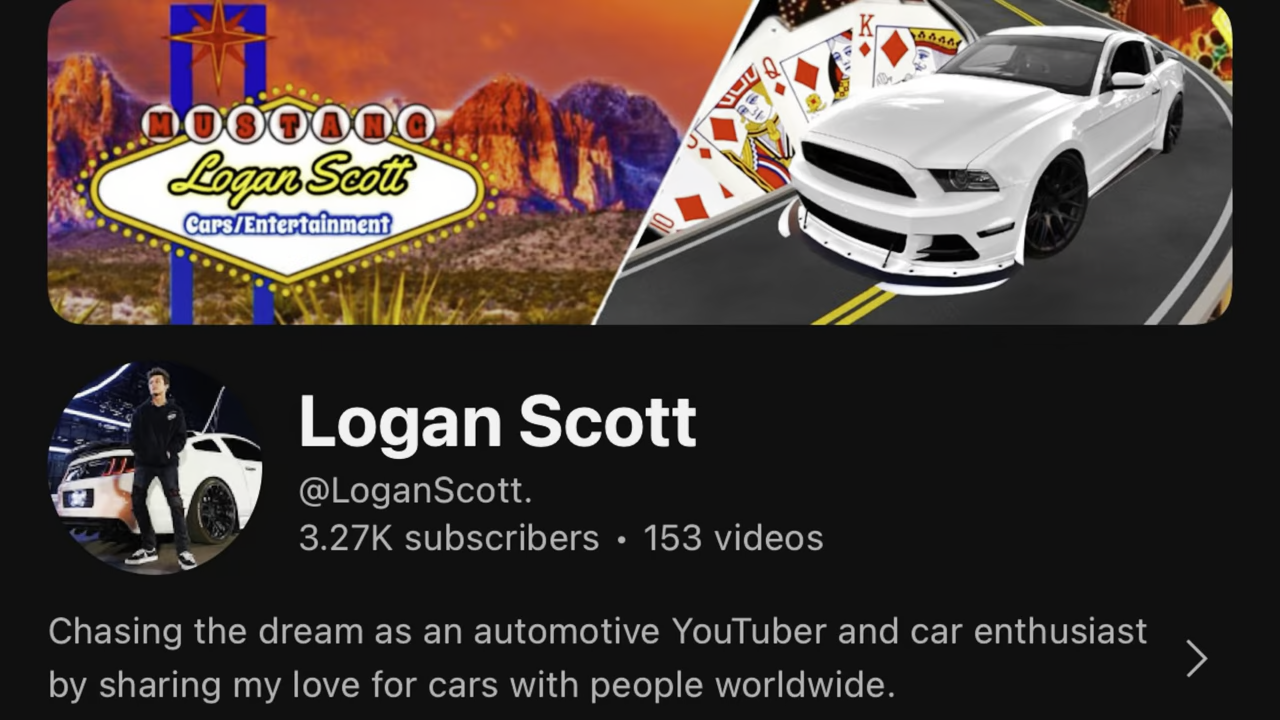 MUSTANG
Logan Scott
Cars/Entertainment
K
Q
J
10
Logan Scott
@LoganScott.
3.27K subscribers • 153 videos
Chasing the dream as an automotive YouTuber and car enthusiast
by sharing my love for cars with people worldwide.